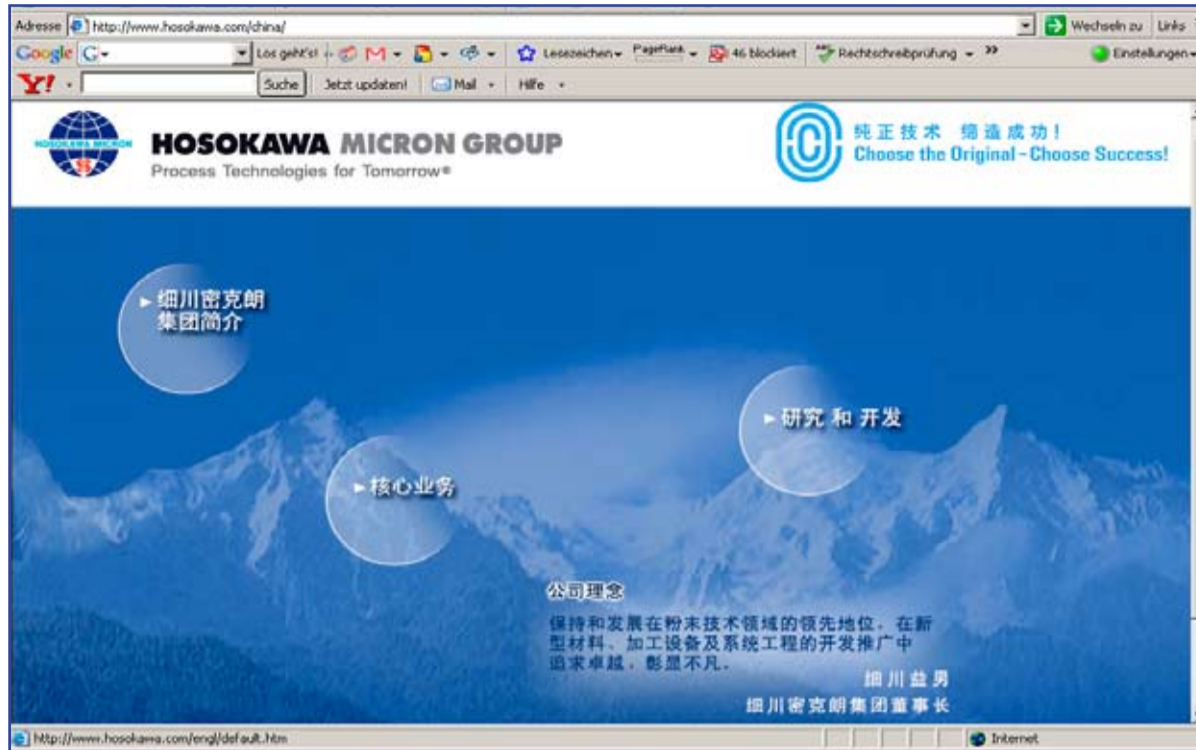 Adresse http://www.hosokawa.com/china/ Wechseln zu Links
Google G Los geht's! Lesezeichen PageRank 46 blockiert Rechtschreibprüfung » Einstellungen
Y! Suche Jetzt updaten! Mail Hilfe
HOSOKAWA MICRON
HOSOKAWA MICRON GROUP
Process Technologies for Tomorrow®
纯正技术 缔造成功!
Choose the Original - Choose Success!
细川密克朗
集团简介
研究 和 开发
核心业务
公司理念
保持和发展在粉末技术领域的领先地位。在新
型材料、加工设备及系统工程的开发推广中
追求卓越,彰显不凡。
细川益男
细川密克朗集团董事长
http://www.hosokawa.com/engl/default.htm Internet